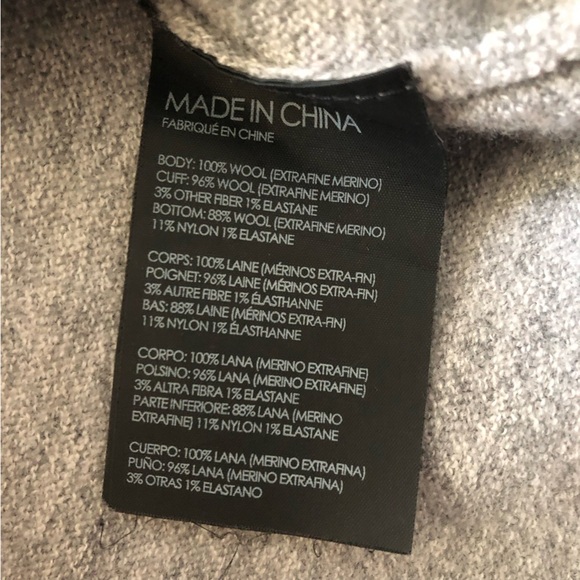 MADE IN CHINA
FABRIQUÉ EN CHINE
BODY: 100% WOOL (EXTRAFINE MERINO)
CUFF: 96% WOOL (EXTRAFINE MERINO)
3% OTHER FIBER 1% ELASTANE
BOTTOM: 88% WOOL (EXTRAFINE MERINO)
11% NYLON 1% ELASTANE
CORPS: 100% LAINE (MÉRINOS EXTRA-FIN)
POIGNET: 96% LAINE (MÉRINOS EXTRA-FIN)
3% AUTRE FIBRE 1% ÉLASTHANNE
BAS: 88% LAINE (MÉRINOS EXTRA-FIN)
11% NYLON 1% ÉLASTHANNE
CORPO: 100% LANA (MERINO EXTRAFINE)
POLSINO: 96% LANA (MERINO EXTRAFINE)
3% ALTRA FIBRA 1% ELASTANE
PARTE INFERIORE: 88% LANA (MERINO
EXTRAFINE) 11% NYLON 1% ELASTANE
CUERPO: 100% LANA (MERINO EXTRAFINA)
PUÑO: 96% LANA (MERINO EXTRAFINA)
3% OTRAS 1% ELASTANO